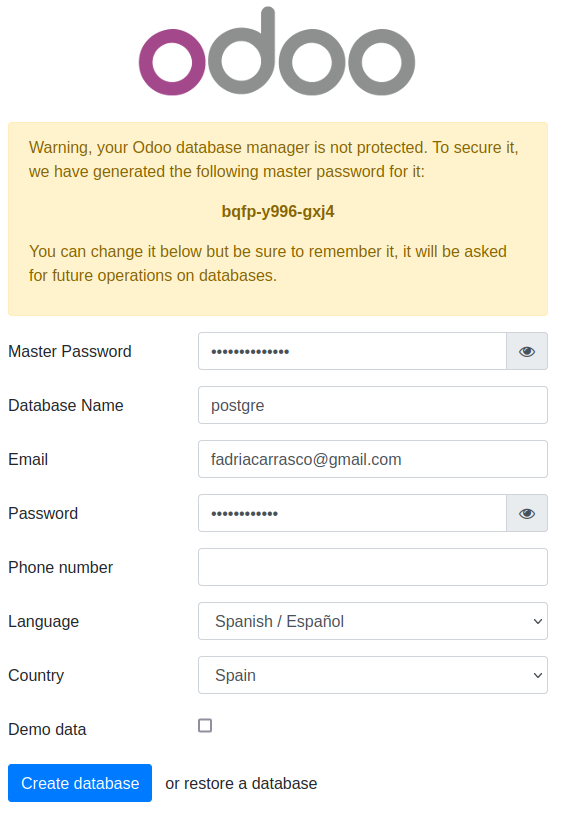 odoo
Warning, your Odoo database manager is not protected. To secure it,
we have generated the following master password for it:
bqfp-y996-gxj4
You can change it below but be sure to remember it, it will be asked
for future operations on databases.
Master Password ••••••••••••••
Database Name postgre
Email fadriacarrasco@gmail.com
Password ••••••••••••
Phone number
Language Spanish / Español
Country Spain
Demo data
Create database or restore a database